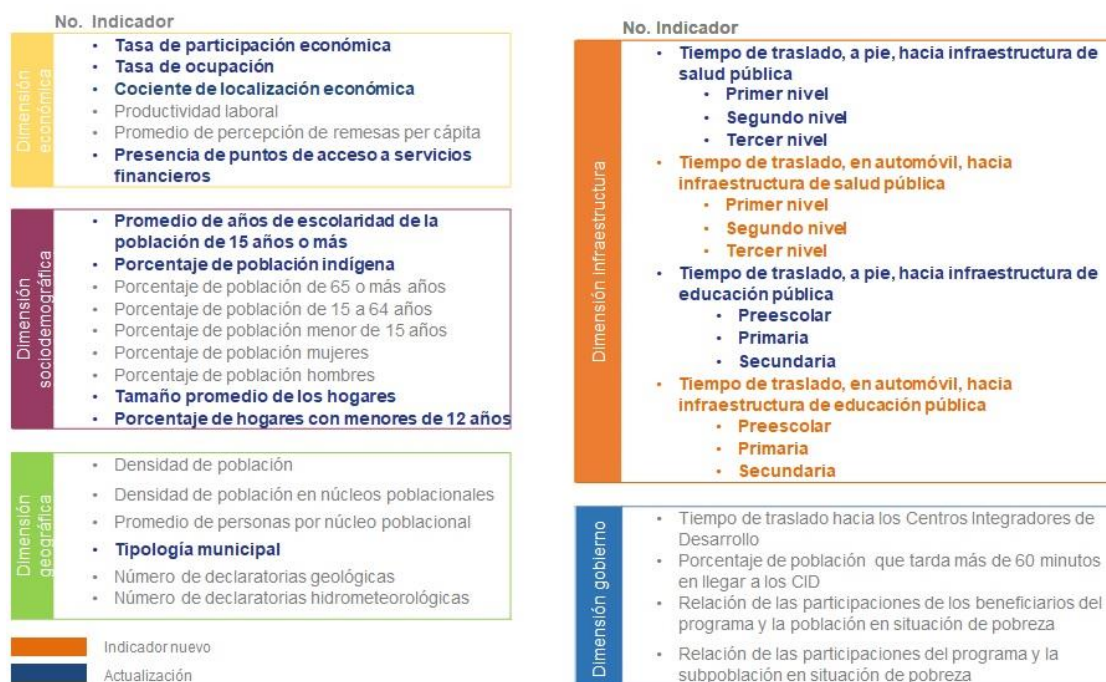 No. Indicador
Dimensión
económica
• Tasa de participación económica
• Tasa de ocupación
• Cociente de localización económica
• Productividad laboral
• Promedio de percepción de remesas per cápita
• Presencia de puntos de acceso a servicios
financieros
Dimensión
sociodemográfica
• Promedio de años de escolaridad de la
población de 15 años o más
• Porcentaje de población indígena
• Porcentaje de población de 65 o más años
• Porcentaje de población de 15 a 64 años
• Porcentaje de población menor de 15 años
• Porcentaje de población mujeres
• Porcentaje de población hombres
• Tamaño promedio de los hogares
• Porcentaje de hogares con menores de 12 años
Dimensión
geográfica
• Densidad de población
• Densidad de población en núcleos poblacionales
• Promedio de personas por núcleo poblacional
• Tipología municipal
• Número de declaratorias geológicas
• Número de declaratorias hidrometeorológicas
Indicador nuevo
Actualización
No. Indicador
Dimensión infraestructura
• Tiempo de traslado, a pie, hacia infraestructura de
salud pública
• Primer nivel
• Segundo nivel
• Tercer nivel
• Tiempo de traslado, en automóvil, hacia
infraestructura de salud pública
• Primer nivel
• Segundo nivel
• Tercer nivel
• Tiempo de traslado, a pie, hacia infraestructura de
educación pública
• Preescolar
• Primaria
• Secundaria
• Tiempo de traslado, en automóvil, hacia
infraestructura de educación pública
• Preescolar
• Primaria
• Secundaria
Dimensión gobierno
• Tiempo de traslado hacia los Centros Integradores de
Desarrollo
• Porcentaje de población que tarda más de 60 minutos
en llegar a los CID
• Relación de las participaciones de los beneficiarios del
programa y la población en situación de pobreza
• Relación de las participaciones del programa y la
subpoblación en situación de pobreza